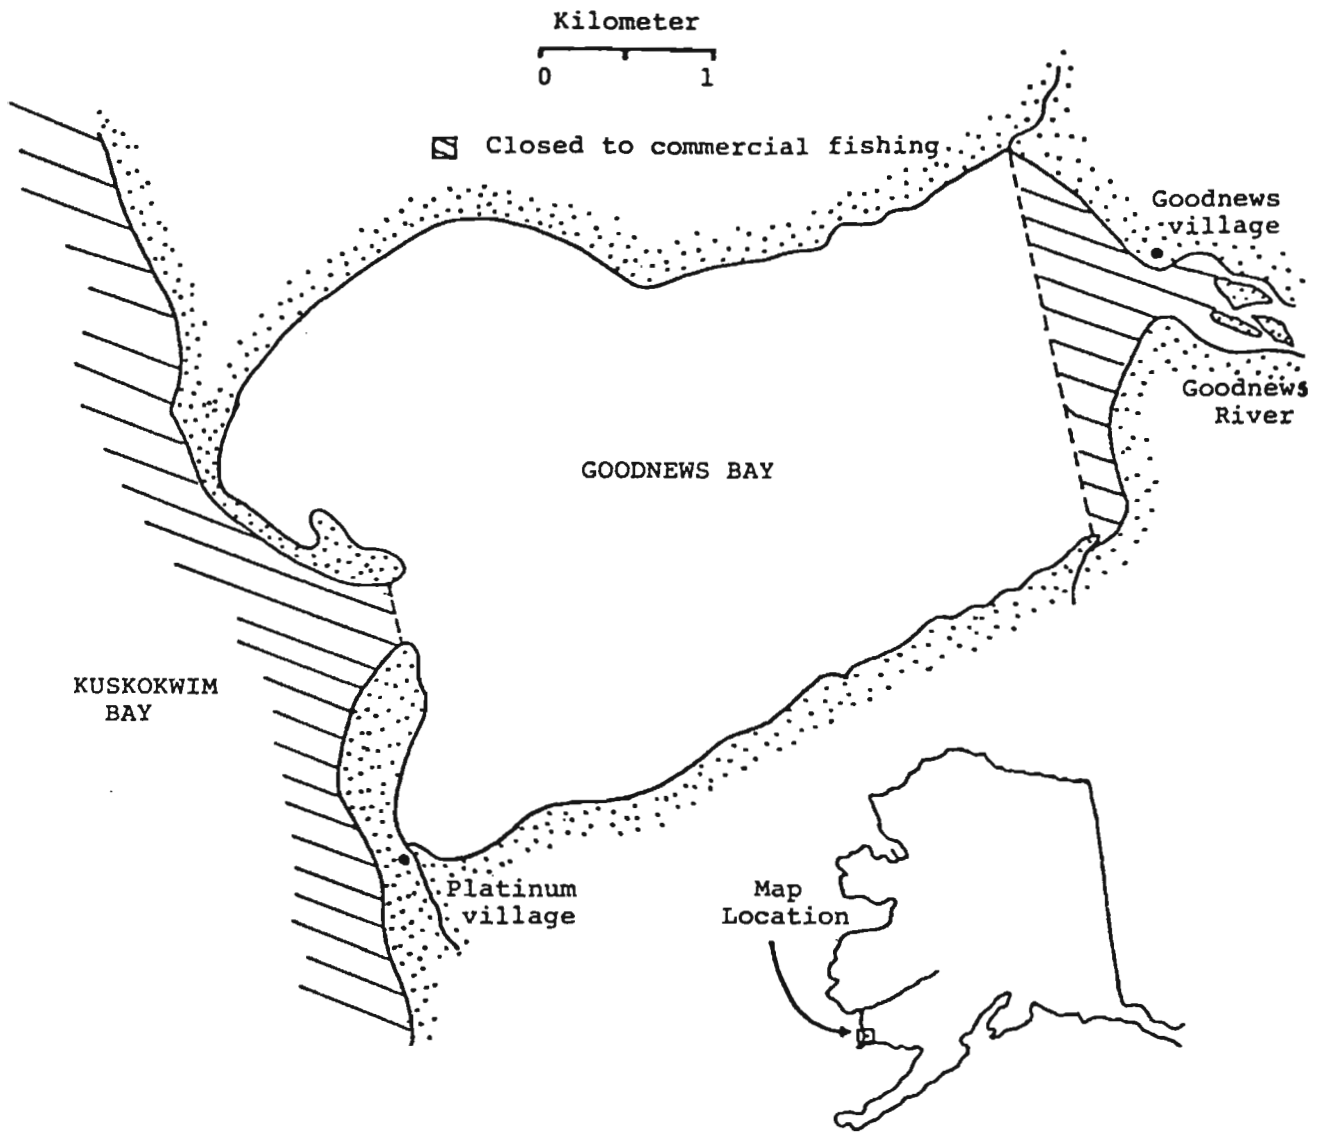 Kilometer
0 1
Closed to commercial fishing
Goodnews
village
Goodnews
River
GOODNEWS BAY
KUSKOKWIM
BAY
Platinum
village
Map
Location